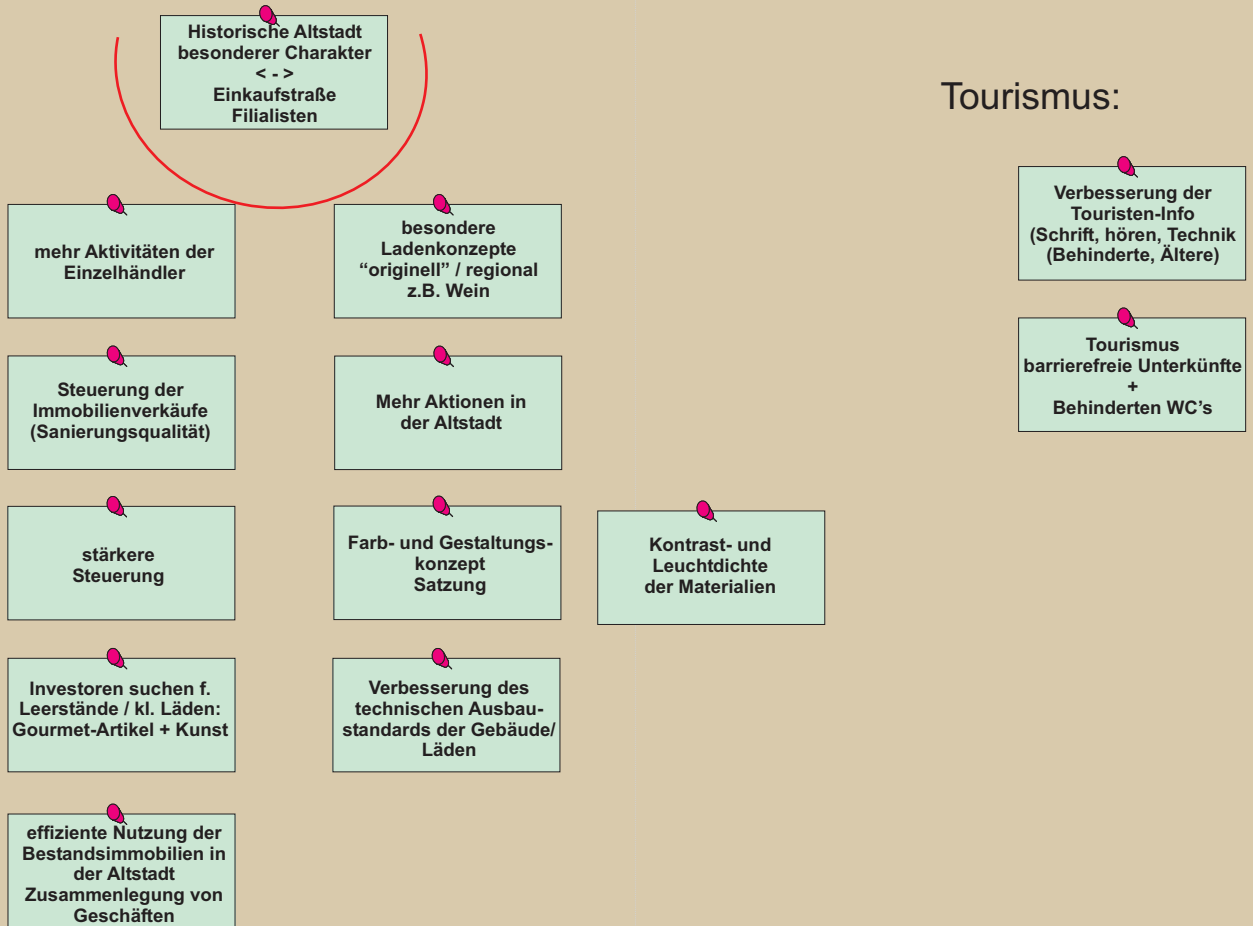 Historische Altstadt
besonderer Charakter
< - >
Einkaufstraße
Filialisten
mehr Aktivitäten der
Einzelhändler
besondere
Ladenkonzepte
“originell” / regional
z.B. Wein
Steuerung der
Immobilienverkäufe
(Sanierungsqualität)
Mehr Aktionen in
der Altstadt
stärkere
Steuerung
Farb- und Gestaltungs-
konzept
Satzung
Kontrast- und
Leuchtdichte
der Materialien
Investoren suchen f.
Leerstände / kl. Läden:
Gourmet-Artikel + Kunst
Verbesserung des
technischen Ausbau-
standards der Gebäude/
Läden
effiziente Nutzung der
Bestandsimmobilien in
der Altstadt
Zusammenlegung von
Geschäften
Tourismus:
Verbesserung der
Touristen-Info
(Schrift, hören, Technik
(Behinderte, Ältere)
Tourismus
barrierefreie Unterkünfte
+
Behinderten WC’s